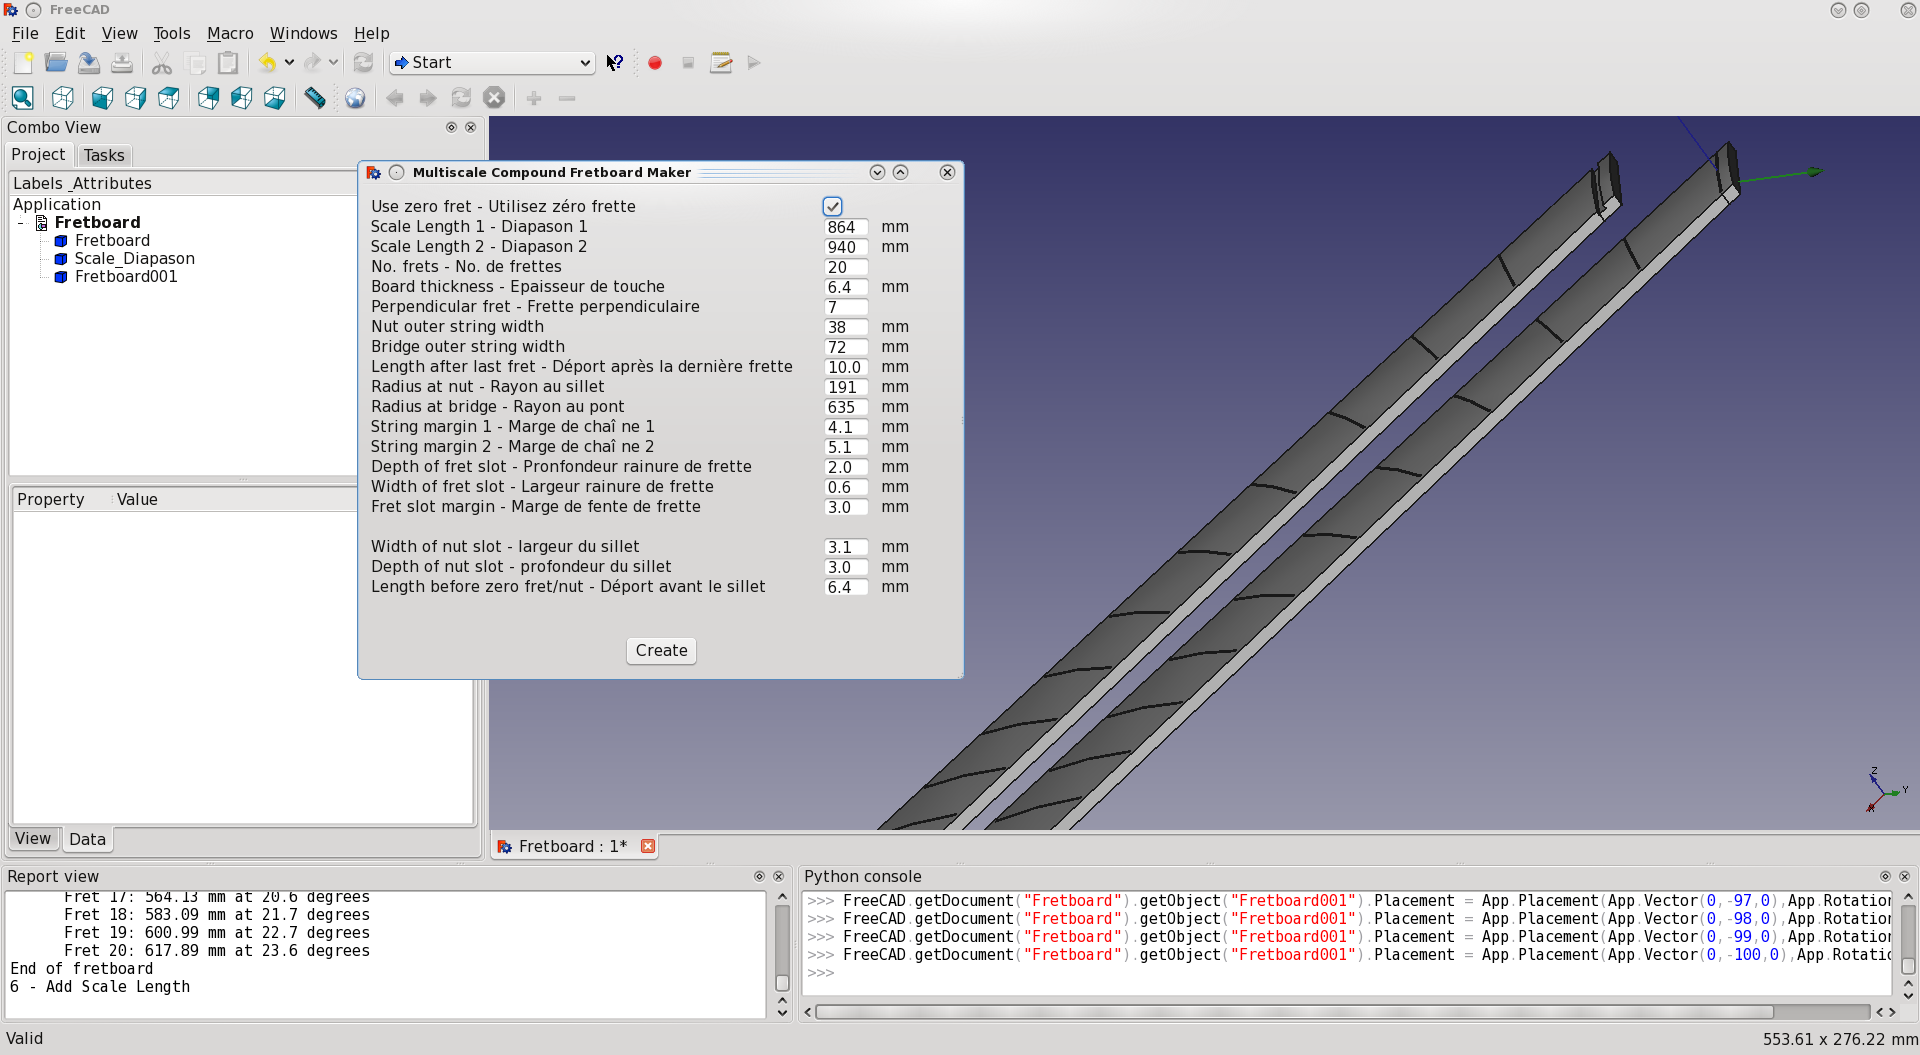 FreeCAD
File Edit View Tools Macro Windows Help
Start
Combo View
Project Tasks
Labels _Attributes
Application
Fretboard
Fretboard
Scale_Diapason
Fretboard001
Property Value
View Data
Multiscale Compound Fretboard Maker
Use zero fret - Utilisez zéro frette
Scale Length 1 - Diapason 1 864 mm
Scale Length 2 - Diapason 2 940 mm
No. frets - No. de frettes 20
Board thickness - Epaisseur de touche 6.4 mm
Perpendicular fret - Frette perpendiculaire 7
Nut outer string width 38 mm
Bridge outer string width 72 mm
Length after last fret - Déport après la dernière frette 10.0 mm
Radius at nut - Rayon au sillet 191 mm
Radius at bridge - Rayon au pont 635 mm
String margin 1 - Marge de chaî ne 1 4.1 mm
String margin 2 - Marge de chaî ne 2 5.1 mm
Depth of fret slot - Pronfondeur rainure de frette 2.0 mm
Width of fret slot - Largeur rainure de frette 0.6 mm
Fret slot margin - Marge de fente de frette 3.0 mm
Width of nut slot - largeur du sillet 3.1 mm
Depth of nut slot - profondeur du sillet 3.0 mm
Length before zero fret/nut - Déport avant le sillet 6.4 mm
Create
Z
Y
X
Fretboard : 1*
Report view
Fret 17: 564.13 mm at 20.6 degrees
Fret 18: 583.09 mm at 21.7 degrees
Fret 19: 600.99 mm at 22.7 degrees
Fret 20: 617.89 mm at 23.6 degrees
End of fretboard
6 - Add Scale Length
Python console
>>> FreeCAD.getDocument("Fretboard").getObject("Fretboard001").Placement = App.Placement(App.Vector(0,-97,0),App.Rotation
>>> FreeCAD.getDocument("Fretboard").getObject("Fretboard001").Placement = App.Placement(App.Vector(0,-98,0),App.Rotation
>>> FreeCAD.getDocument("Fretboard").getObject("Fretboard001").Placement = App.Placement(App.Vector(0,-99,0),App.Rotation
>>> FreeCAD.getDocument("Fretboard").getObject("Fretboard001").Placement = App.Placement(App.Vector(0,-100,0),App.Rotatio
>>>
Valid
553.61 x 276.22 mm